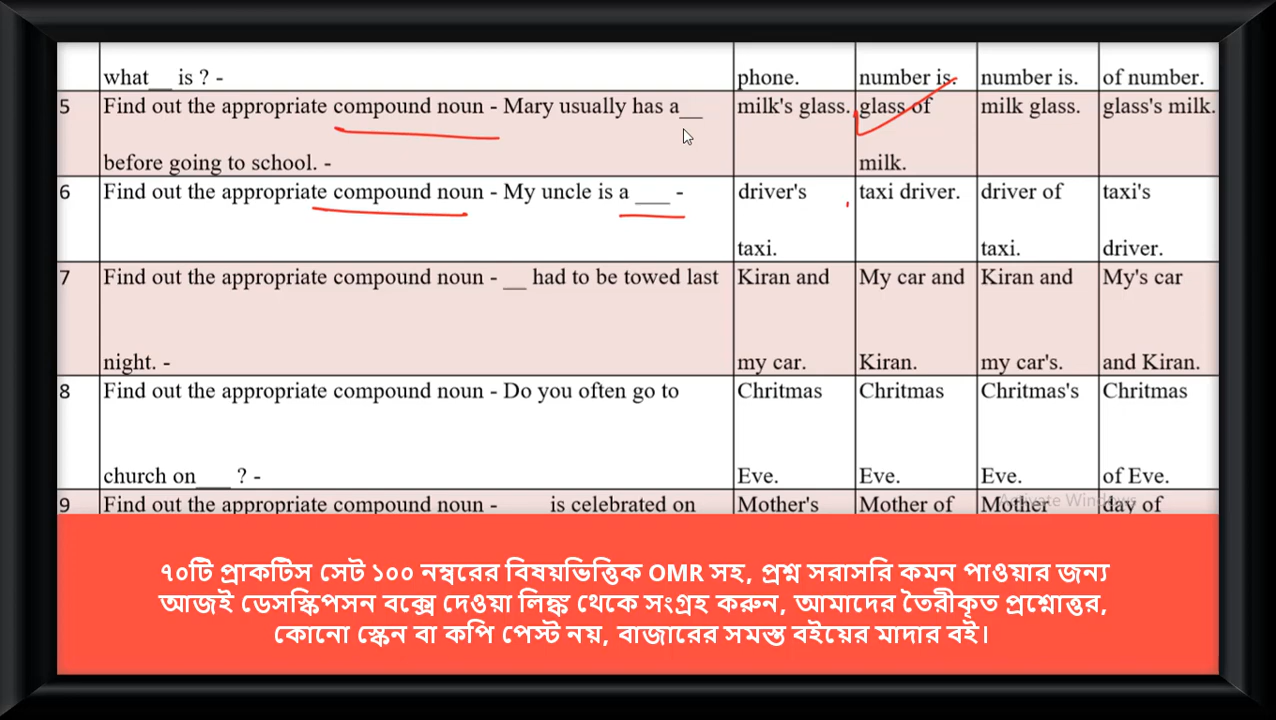 what__ is ? - phone. number is. number is. of number.
5 Find out the appropriate compound noun - Mary usually has a__ milk's glass. glass of milk glass. glass's milk.
before going to school. - milk.
6 Find out the appropriate compound noun - My uncle is a ___ - driver's taxi driver. driver of taxi's
taxi. taxi. driver.
7 Find out the appropriate compound noun - __ had to be towed last Kiran and My car and Kiran and My's car
night. - my car. Kiran. my car's. and Kiran.
8 Find out the appropriate compound noun - Do you often go to Chritmas Chritmas Chritmas's Chritmas
church on___ ? - Eve. Eve. Eve. of Eve.
9 Find out the appropriate compound noun - ___ is celebrated on Mother's Mother of Mother day of
Activate Windows
৭০টি প্রাকটিস সেট ১০০ নম্বরের বিষয়ভিত্তিক OMR সহ, প্রশ্ন সরাসরি কমন পাওয়ার জন্য
আজই ডেসস্ক্রিপসন বক্সে দেওয়া লিঙ্ক থেকে সংগ্রহ করুন, আমাদের তৈরীকৃত প্রশ্নোত্তর,
কোনো স্কেন বা কপি পেস্ট নয়, বাজারের সমস্ত বইয়ের মাদার বই।